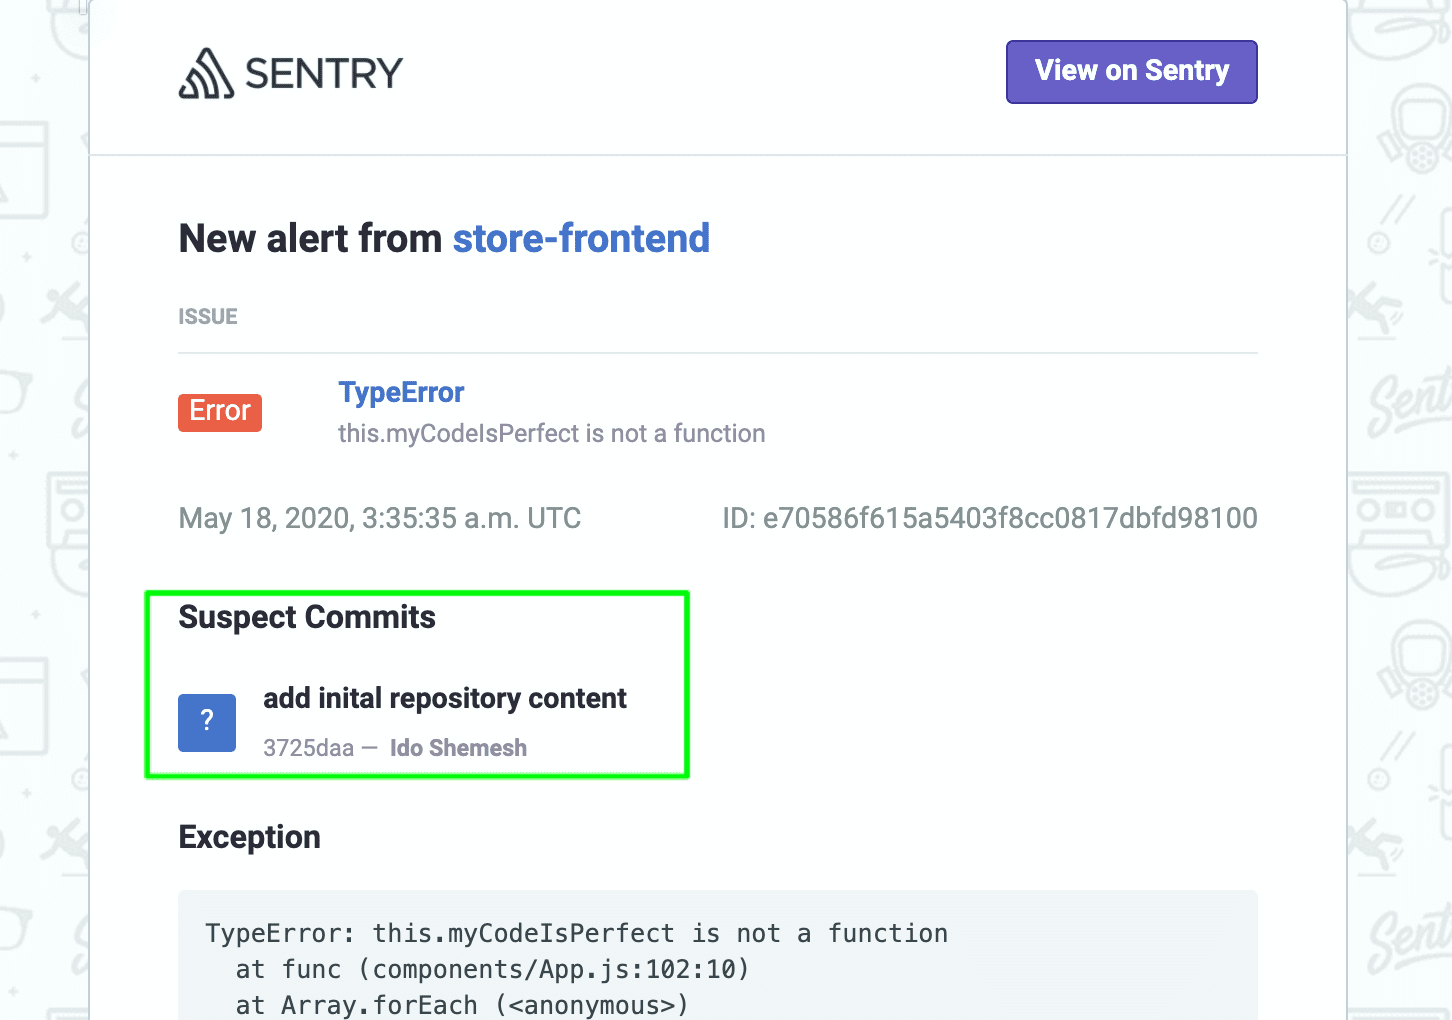 SENTRY
View on Sentry
New alert from store-frontend
ISSUE
Error
TypeError
this.myCodeIsPerfect is not a function
May 18, 2020, 3:35:35 a.m. UTC
ID: e70586f615a5403f8cc0817dbfd98100
Suspect Commits
?
add inital repository content
3725daa — Ido Shemesh
Exception
TypeError: this.myCodeIsPerfect is not a function
at func (components/App.js:102:10)
at Array.forEach (<anonymous>)